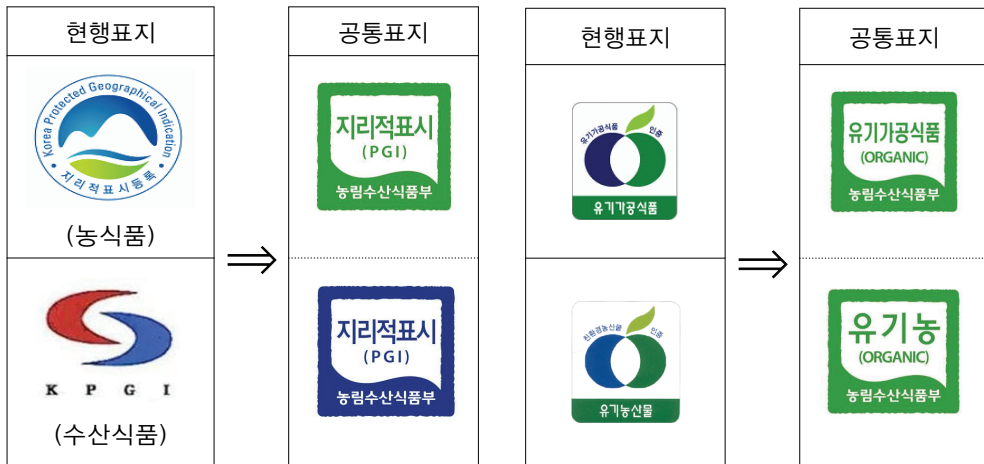 현행표지
Korea Protected Geographical Indication
• 지리적표시등록 •
(농식품)
K P G I
(수산식품)
⇒
공통표지
지리적표시
(PGI)
농림수산식품부
지리적표시
(PGI)
농림수산식품부
현행표지
유기가공식품 인증
유기가공식품
친환경농산물 인증
유기농산물
⇒
공통표지
유기가공식품
(ORGANIC)
농림수산식품부
유기농
(ORGANIC)
농림수산식품부